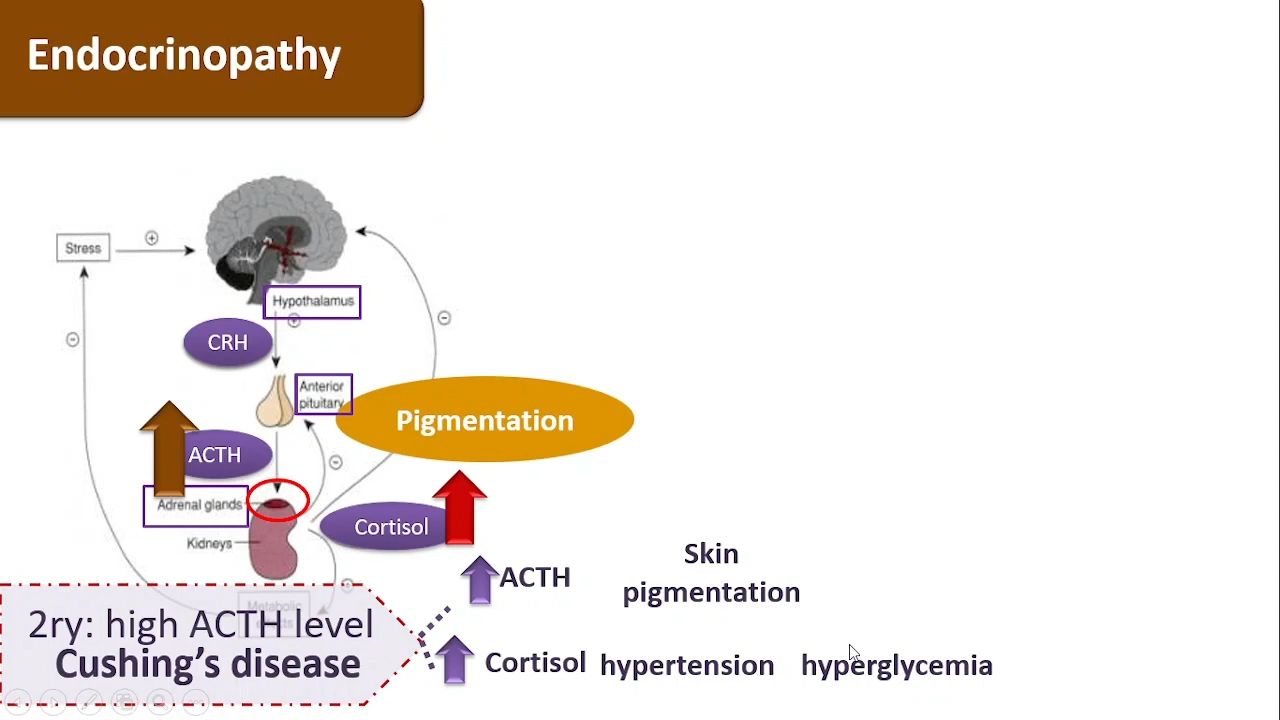 Endocrinopathy
Stress
Hypothalamus
CRH
Anterior
pituitary
Pigmentation
ACTH
Adrenal glands
Cortisol
Kidneys
Skin
pigmentation
ACTH
Metabolic
2ry: high ACTH level
Cushing's disease
Cortisol hypertension hyperglycemia